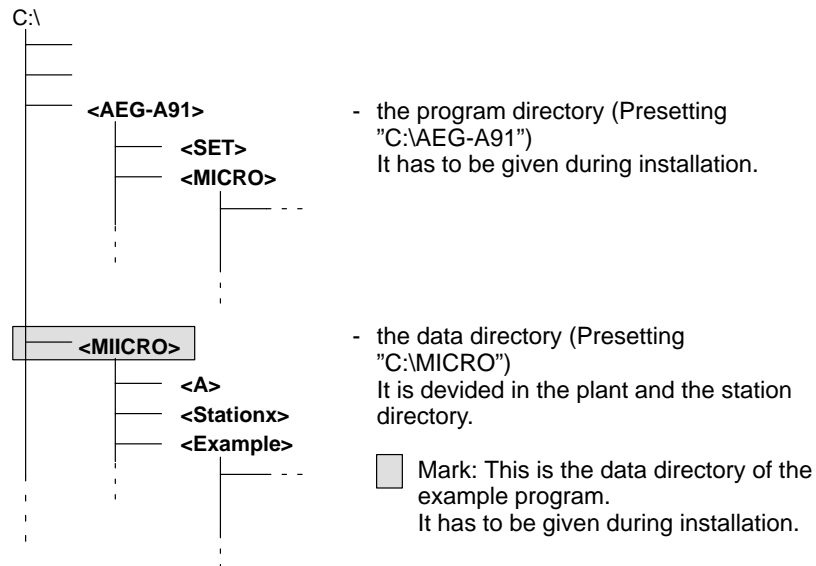 C:\
<AEG-A91>
- the program directory (Presetting
”C:\AEG-A91”)
It has to be given during installation.
<SET>
<MICRO>
<MIICRO>
- the data directory (Presetting
”C:\MICRO”)
It is devided in the plant and the station
directory.
<A>
<Stationx>
<Example>
Mark: This is the data directory of the
example program.
It has to be given during installation.